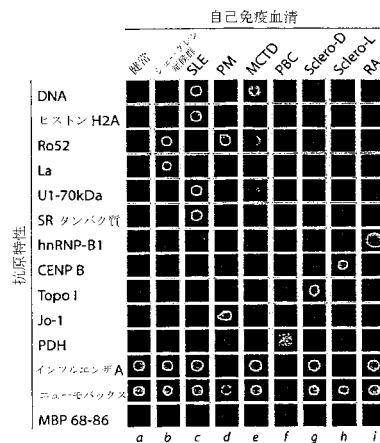 自己免疫血清
健常
シェーグレン
症候群
SLE
PM
MCTD
PBC
Sclero-D
Sclero-L
RA
抗原特性
DNA
ヒストン H2A
Ro52
La
U1-70kDa
SR タンパク質
hnRNP-B1
CENP B
Topo I
Jo-1
PDH
インフルエンザA
ニューモバックス
MBP 68-86
a b c d e f g h i